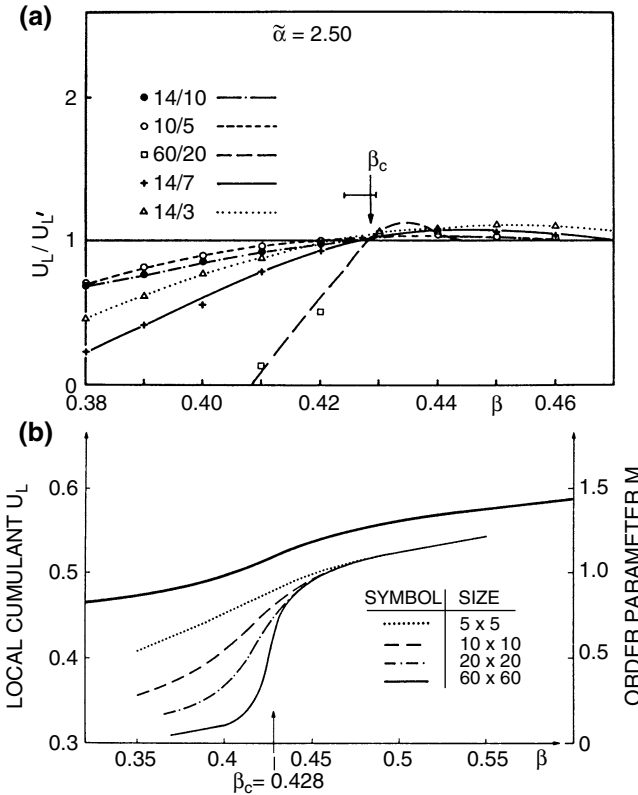 (a)
α̃ = 2.50
2
14/10
10/5
60/20
14/7
14/3
β_c
U_L / U_L'
1
0
0.38 0.40 0.42 0.44 β 0.46
(b)
LOCAL CUMULANT U_L
0.6
0.5
0.4
0.3
1.5
1.0
0.5
0
ORDER PARAMETER M
SYMBOL SIZE
5 x 5
10 x 10
20 x 20
60 x 60
0.35 0.4 0.45 0.5 0.55 β
β_c = 0.428